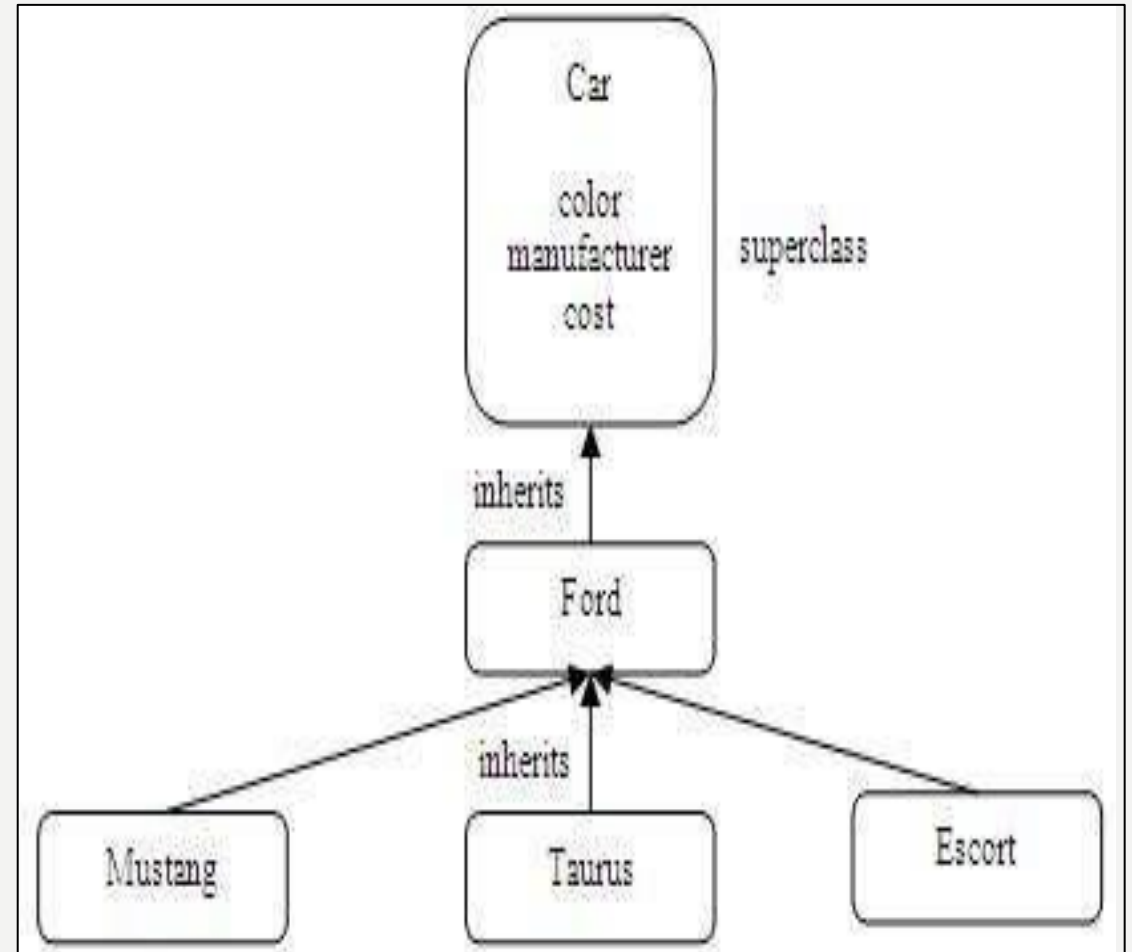 Car
color
manufacturer
cost
superclass
inherits
Ford
inherits
Mustang
Taurus
Escort